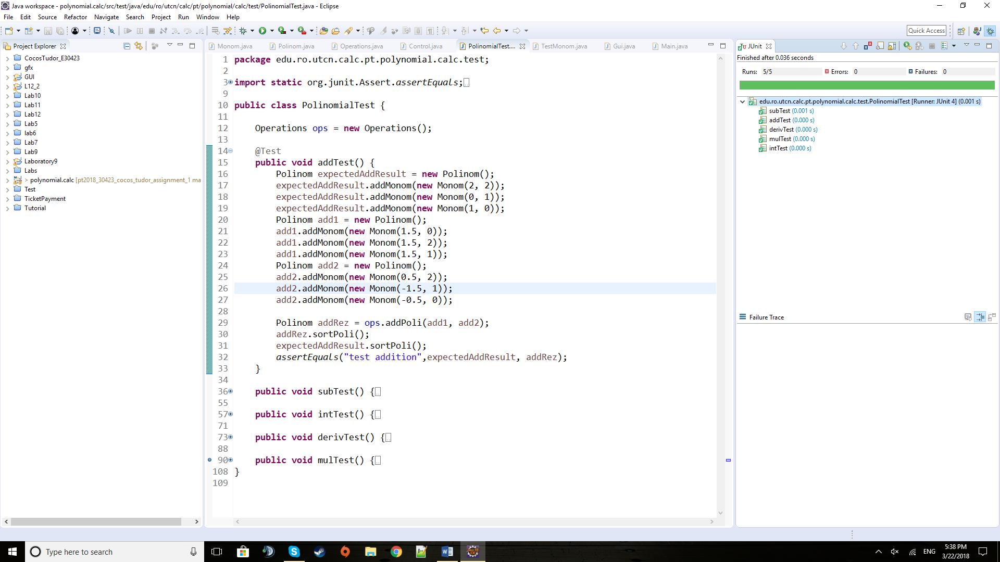 Java workspace - polynomial.calc/src/test/java/edu/ro/utcn/calc/pt/polynomial/calc/test/PolinomialTest.java - Eclipse
File Edit Source Refactor Navigate Search Project Run Window Help
Quick Access
Project Explorer
CocosTudor_E30423
gfx
GUI
L12_2
Lab10
Lab11
Lab12
Lab5
lab6
Lab7
Lab9
Laboratory9
Labs
> polynomial.calc [pt2018_30423_cocos_tudor_assignment_1 ma
Test
TicketPayment
Tutorial
Monom.java Polinom.java Operations.java Control.java PolinomialTest.... TestMonom.java Gui.java Main.java
1 package edu.ro.utcn.calc.pt.polynomial.calc.test;
2
3 import static org.junit.Assert.assertEquals;
9
10 public class PolinomialTest {
11
12 Operations ops = new Operations();
13
14 @Test
15 public void addTest() {
16 Polinom expectedAddResult = new Polinom();
17 expectedAddResult.addMonom(new Monom(2, 2));
18 expectedAddResult.addMonom(new Monom(0, 1));
19 expectedAddResult.addMonom(new Monom(1, 0));
20 Polinom add1 = new Polinom();
21 add1.addMonom(new Monom(1.5, 0));
22 add1.addMonom(new Monom(1.5, 2));
23 add1.addMonom(new Monom(1.5, 1));
24 Polinom add2 = new Polinom();
25 add2.addMonom(new Monom(0.5, 2));
26 add2.addMonom(new Monom(-1.5, 1));
27 add2.addMonom(new Monom(-0.5, 0));
28
29 Polinom addRez = ops.addPoli(add1, add2);
30 addRez.sortPoli();
31 expectedAddResult.sortPoli();
32 assertEquals("test addition",expectedAddResult, addRez);
33 }
34
36 public void subTest() {
55
57 public void intTest() {
71
73 public void derivTest() {
88
90 public void mulTest() {
108 }
109
JUnit
Finished after 0.036 seconds
Runs: 5/5 Errors: 0 Failures: 0
edu.ro.utcn.calc.pt.polynomial.calc.test.PolinomialTest [Runner: JUnit 4] (0.001 s)
subTest (0.001 s)
addTest (0.000 s)
derivTest (0.000 s)
mulTest (0.000 s)
intTest (0.000 s)
Failure Trace
Type here to search
ENG
5:38 PM
3/22/2018